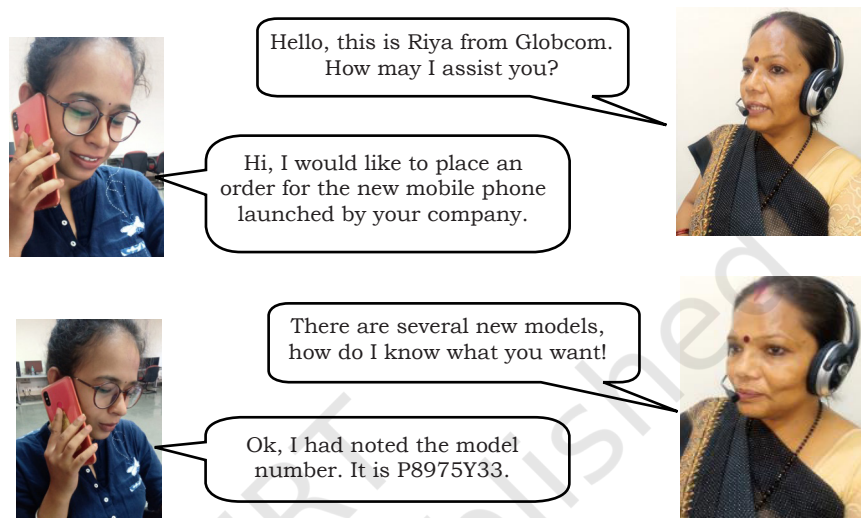 Hello, this is Riya from Globcom.
How may I assist you?
Hi, I would like to place an
order for the new mobile phone
launched by your company.
There are several new models,
how do I know what you want!
Ok, I had noted the model
number. It is P8975Y33.